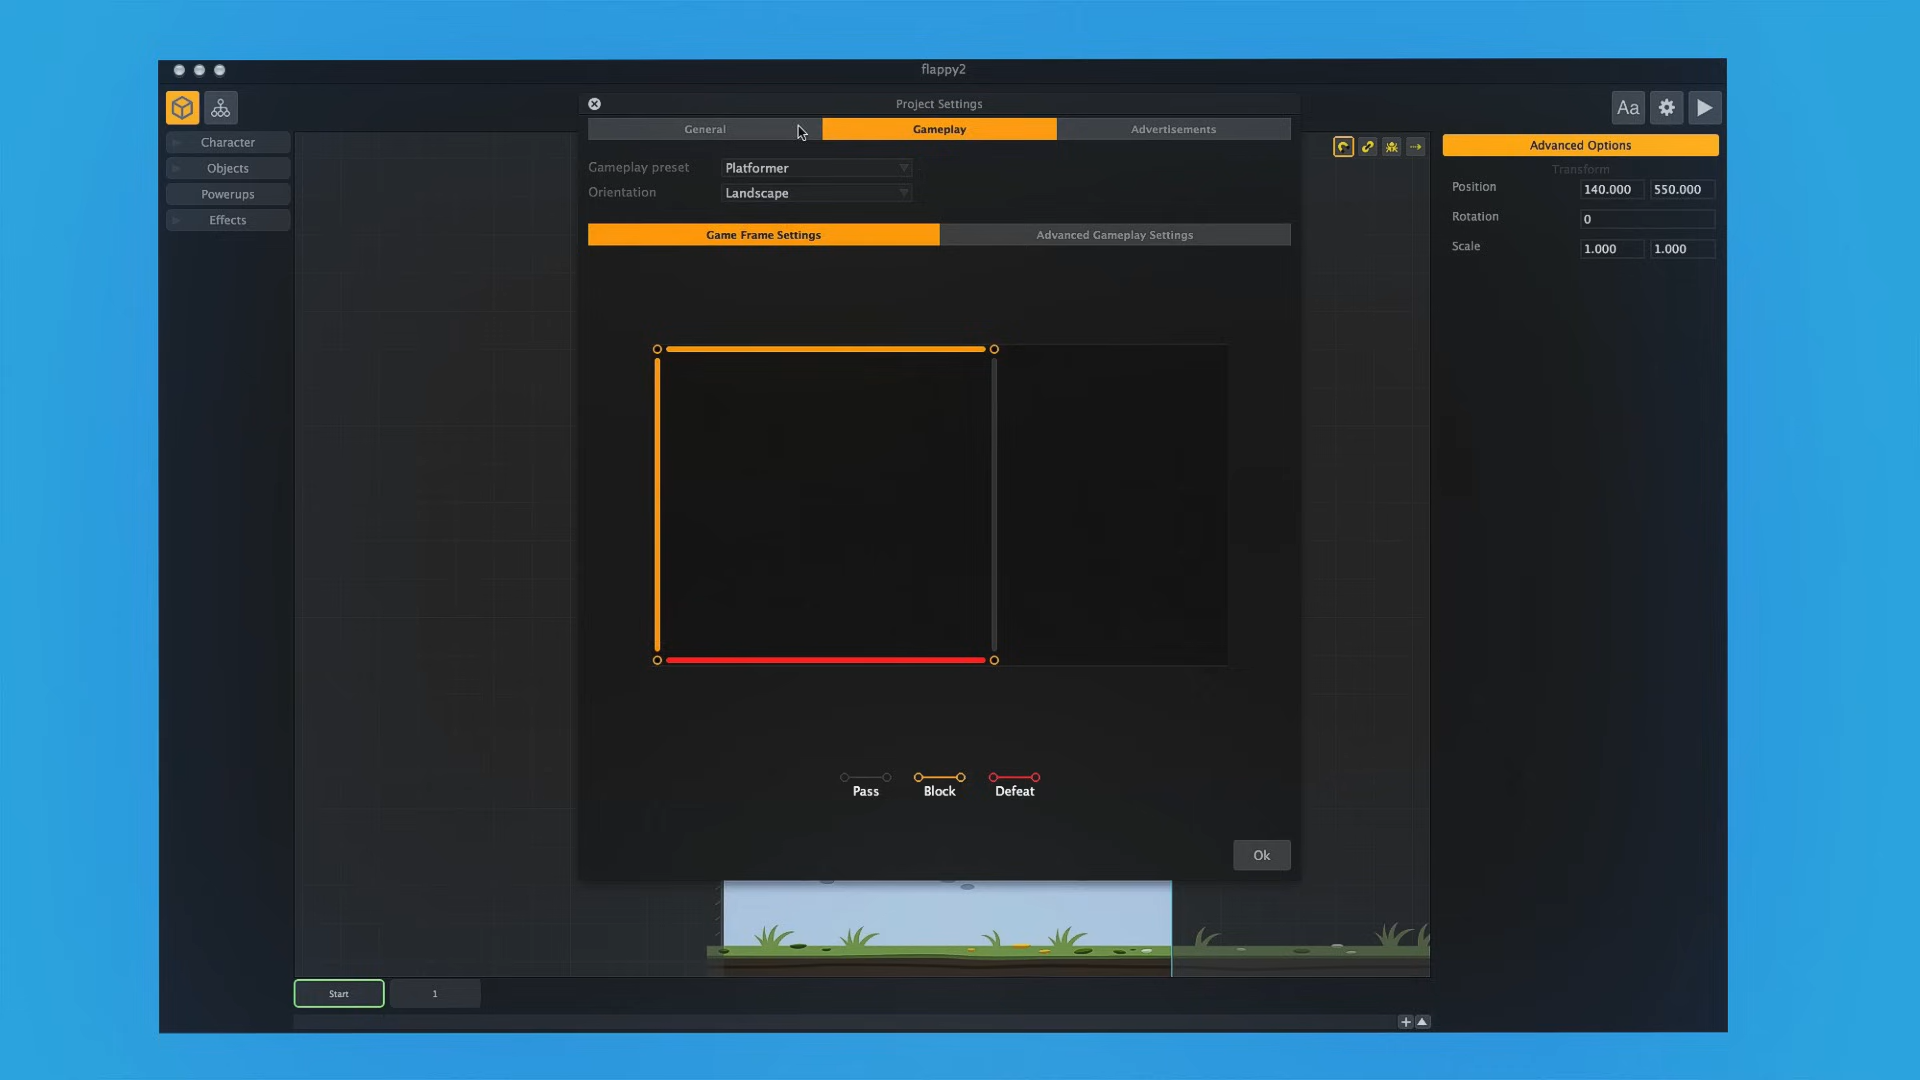 flappy2
Project Settings
General
Gameplay
Advertisements
Aa
Character
Objects
Powerups
Effects
Gameplay preset
Platformer
Orientation
Landscape
Game Frame Settings
Advanced Gameplay Settings
Advanced Options
Transform
Position
140.000
550.000
Rotation
0
Scale
1.000
1.000
Pass
Block
Defeat
Ok
Start
1